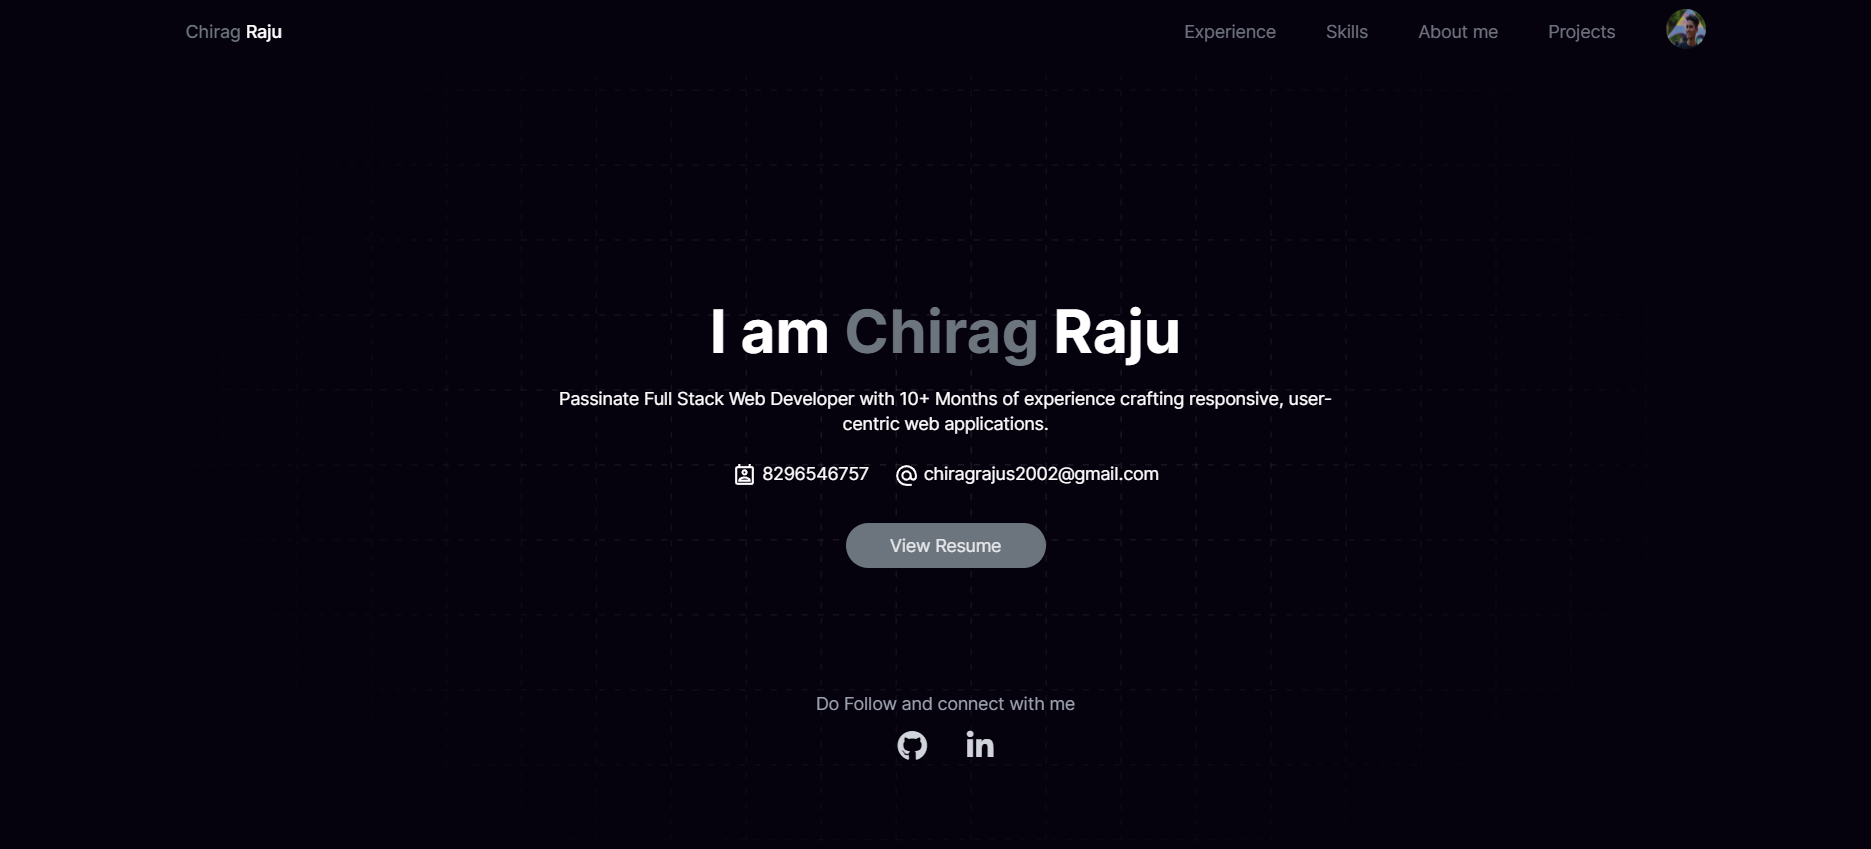 Chirag Raju
Experience
Skills
About me
Projects
I am Chirag Raju
Passinate Full Stack Web Developer with 10+ Months of experience crafting responsive, user-
centric web applications.
8296546757
chiragrajus2002@gmail.com
View Resume
Do Follow and connect with me
in